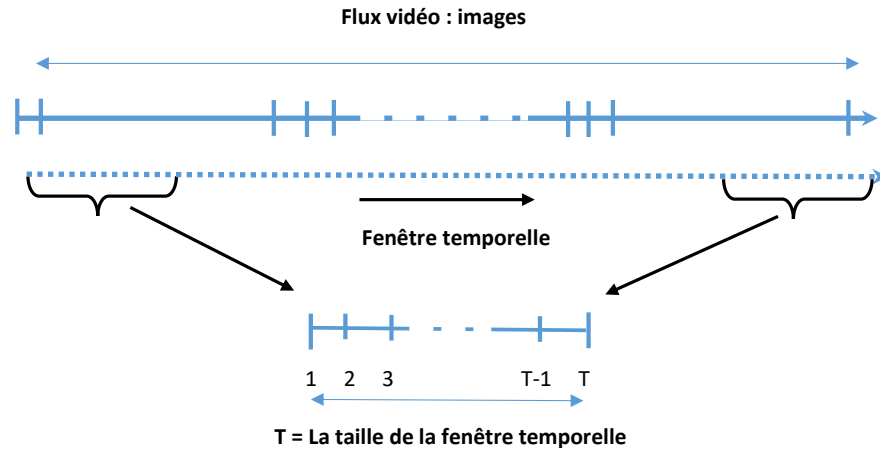 Flux vidéo : images
Fenêtre temporelle
1 2 3 T-1 T
T = La taille de la fenêtre temporelle